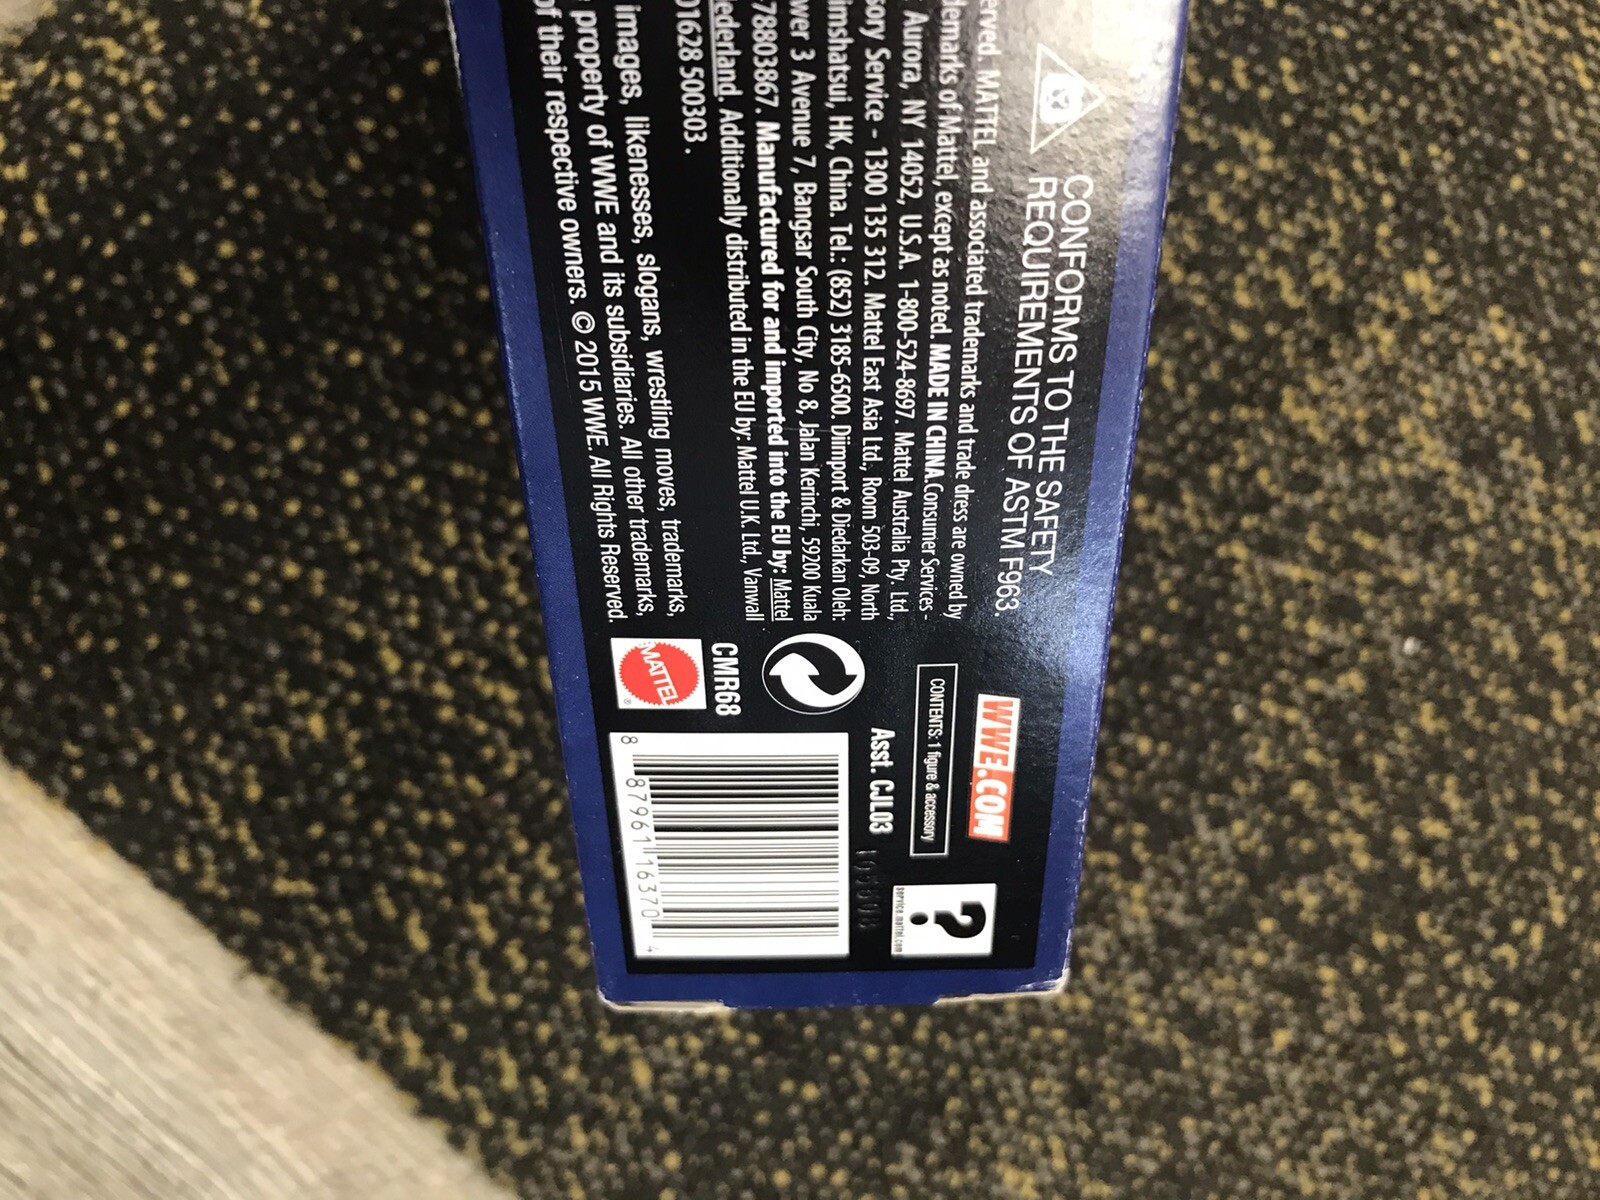 CONFORMS TO THE SAFETY
REQUIREMENTS OF ASTM F963.
erved. MATTEL and associated trademarks and trade dress are owned by
demarks of Mattel, except as noted. MADE IN CHINA. Consumer Services -
Aurora, NY 14052, U.S.A. 1-800-524-8697. Mattel Australia Pty. Ltd.,
sory Service - 1300 135 312. Mattel East Asia Ltd., Room 503-09, North
imshatsui, HK, China. Tel.: (852) 3185-6500. Diimport & Diedarkan Oleh:
wer 3 Avenue 7, Bangsar South City, No 8, Jalan Kerinchi, 59200 Kuala
-78803867. Manufactured for and imported into the EU by: Mattel
ederland. Additionally distributed in the EU by: Mattel U.K. Ltd., Vanwall
01628 500303.
images, likenesses, slogans, wrestling moves, trademarks,
property of WWE and its subsidiaries. All other trademarks,
of their respective owners. © 2015 WWE. All Rights Reserved.
WWE.COM
CONTENTS: 1 figure & accessory
?
service.mattel.com
Asst. CJL03
CMR68
MATTEL
®
8 87961 16370 4